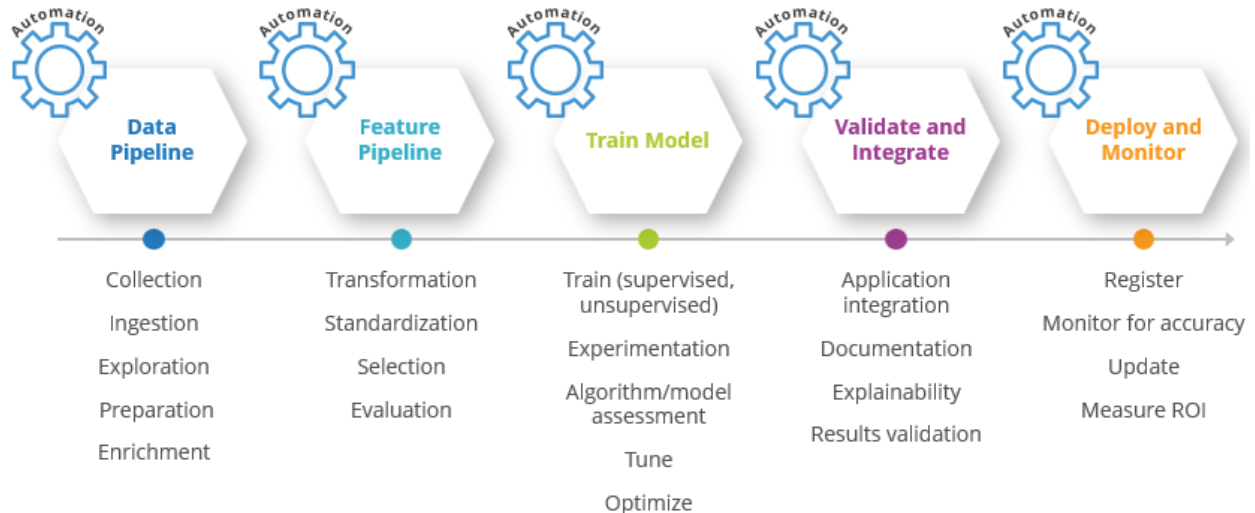 Automation
Automation
Automation
Automation
Automation
Data
Pipeline
Feature
Pipeline
Train Model
Validate and
Integrate
Deploy and
Monitor
Collection
Ingestion
Exploration
Preparation
Enrichment
Transformation
Standardization
Selection
Evaluation
Train (supervised,
unsupervised)
Experimentation
Algorithm/model
assessment
Tune
Optimize
Application
integration
Documentation
Explainability
Results validation
Register
Monitor for accuracy
Update
Measure ROI